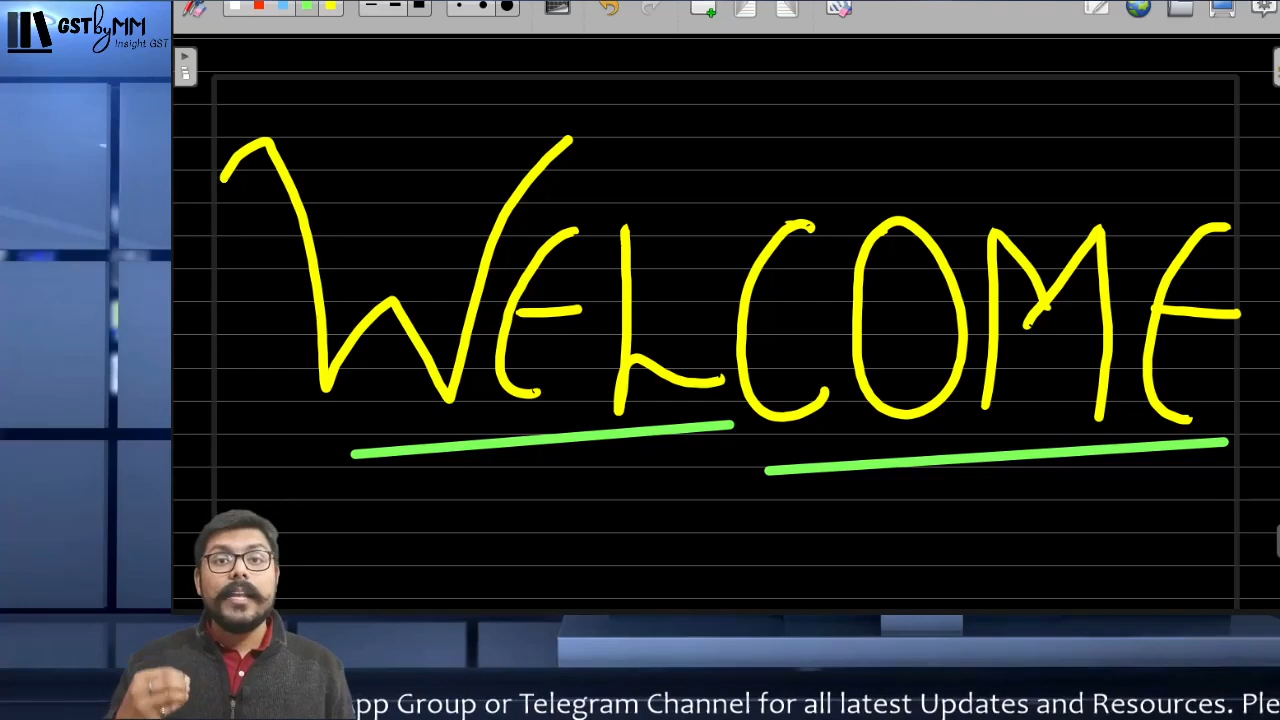 GSTbyMM
Insight GST
WELCOME
pp Group or Telegram Channel for all latest Updates and Resources. Ple